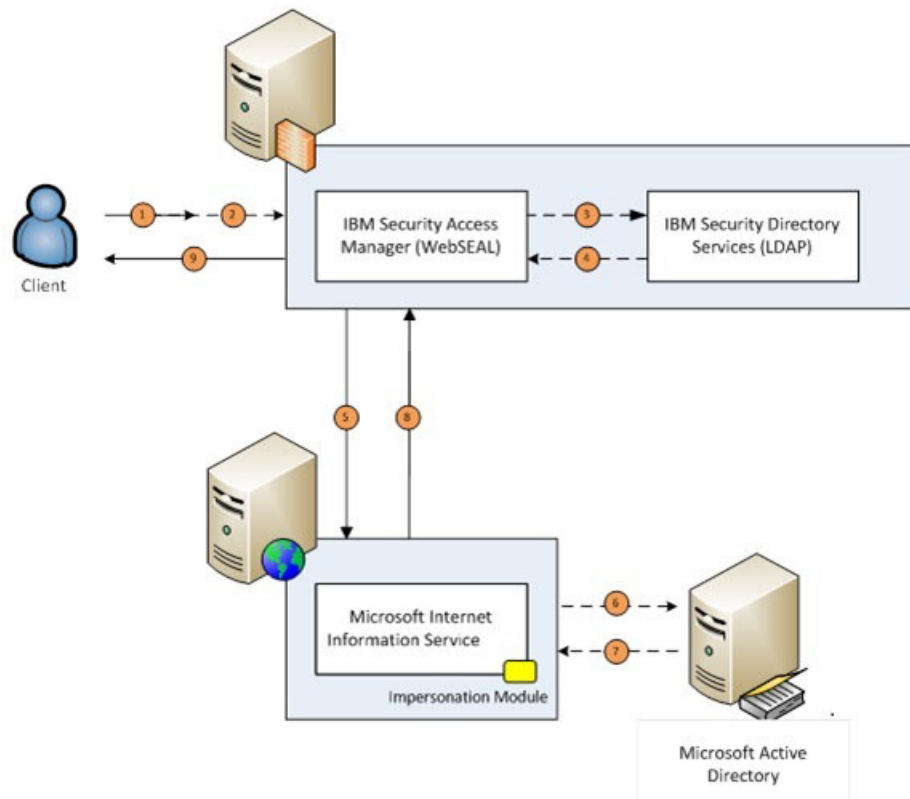 1
2
3
4
IBM Security Access
Manager (WebSEAL)
IBM Security Directory
Services (LDAP)
9
Client
5
8
Microsoft Internet
Information Service
Impersonation Module
6
7
Microsoft Active
Directory